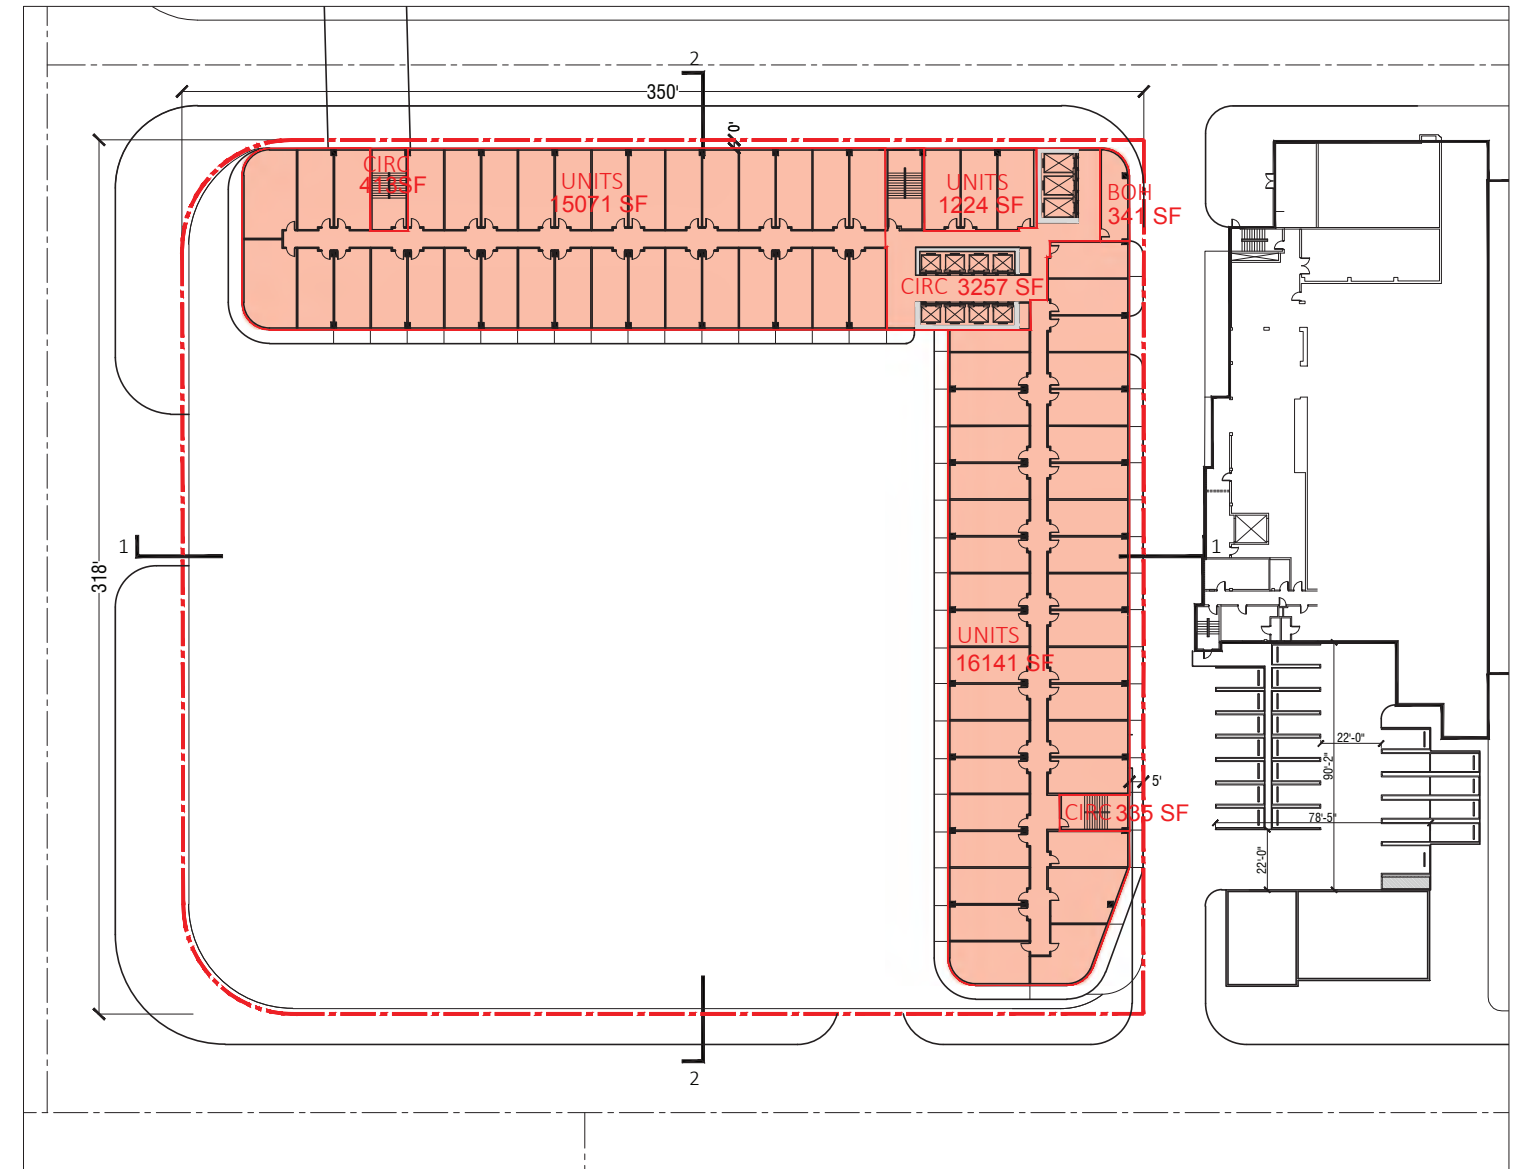 2
350'
0'
CIRC
418SF
UNITS
15071 SF
UNITS
1224 SF
BOH
341 SF
CIRC 3257 SF
1
1
318'
UNITS
16141 SF
22'-0"
90'-2"
5'
CIRC 335 SF
78'-5"
22'-0"
2